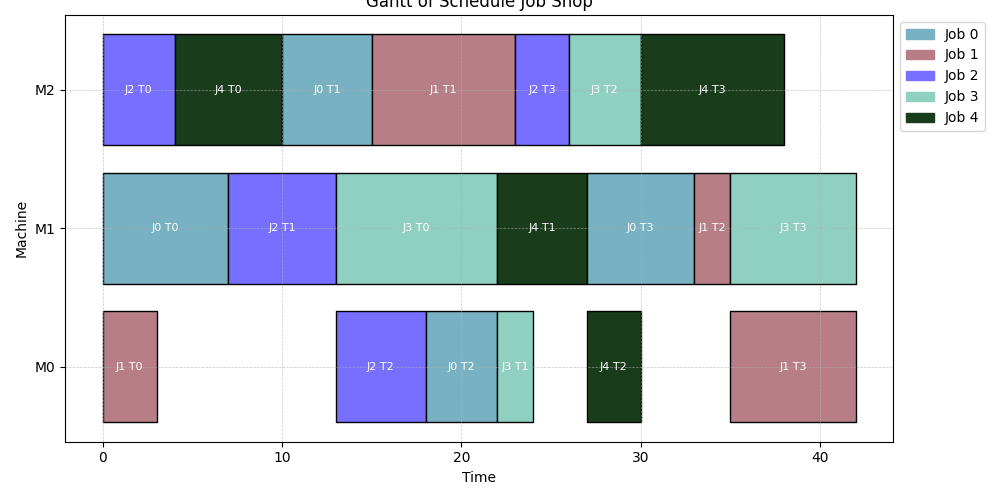 Gantt of Schedule Job Shop
M2
J2 T0
J4 T0
J0 T1
J1 T1
J2 T3
J3 T2
J4 T3
Job 0
Job 1
Job 2
Job 3
Job 4
Machine
M1
J0 T0
J2 T1
J3 T0
J4 T1
J0 T3
J1 T2
J3 T3
M0
J1 T0
J2 T2
J0 T2
J3 T1
J4 T2
J1 T3
0
10
20
30
40
Time